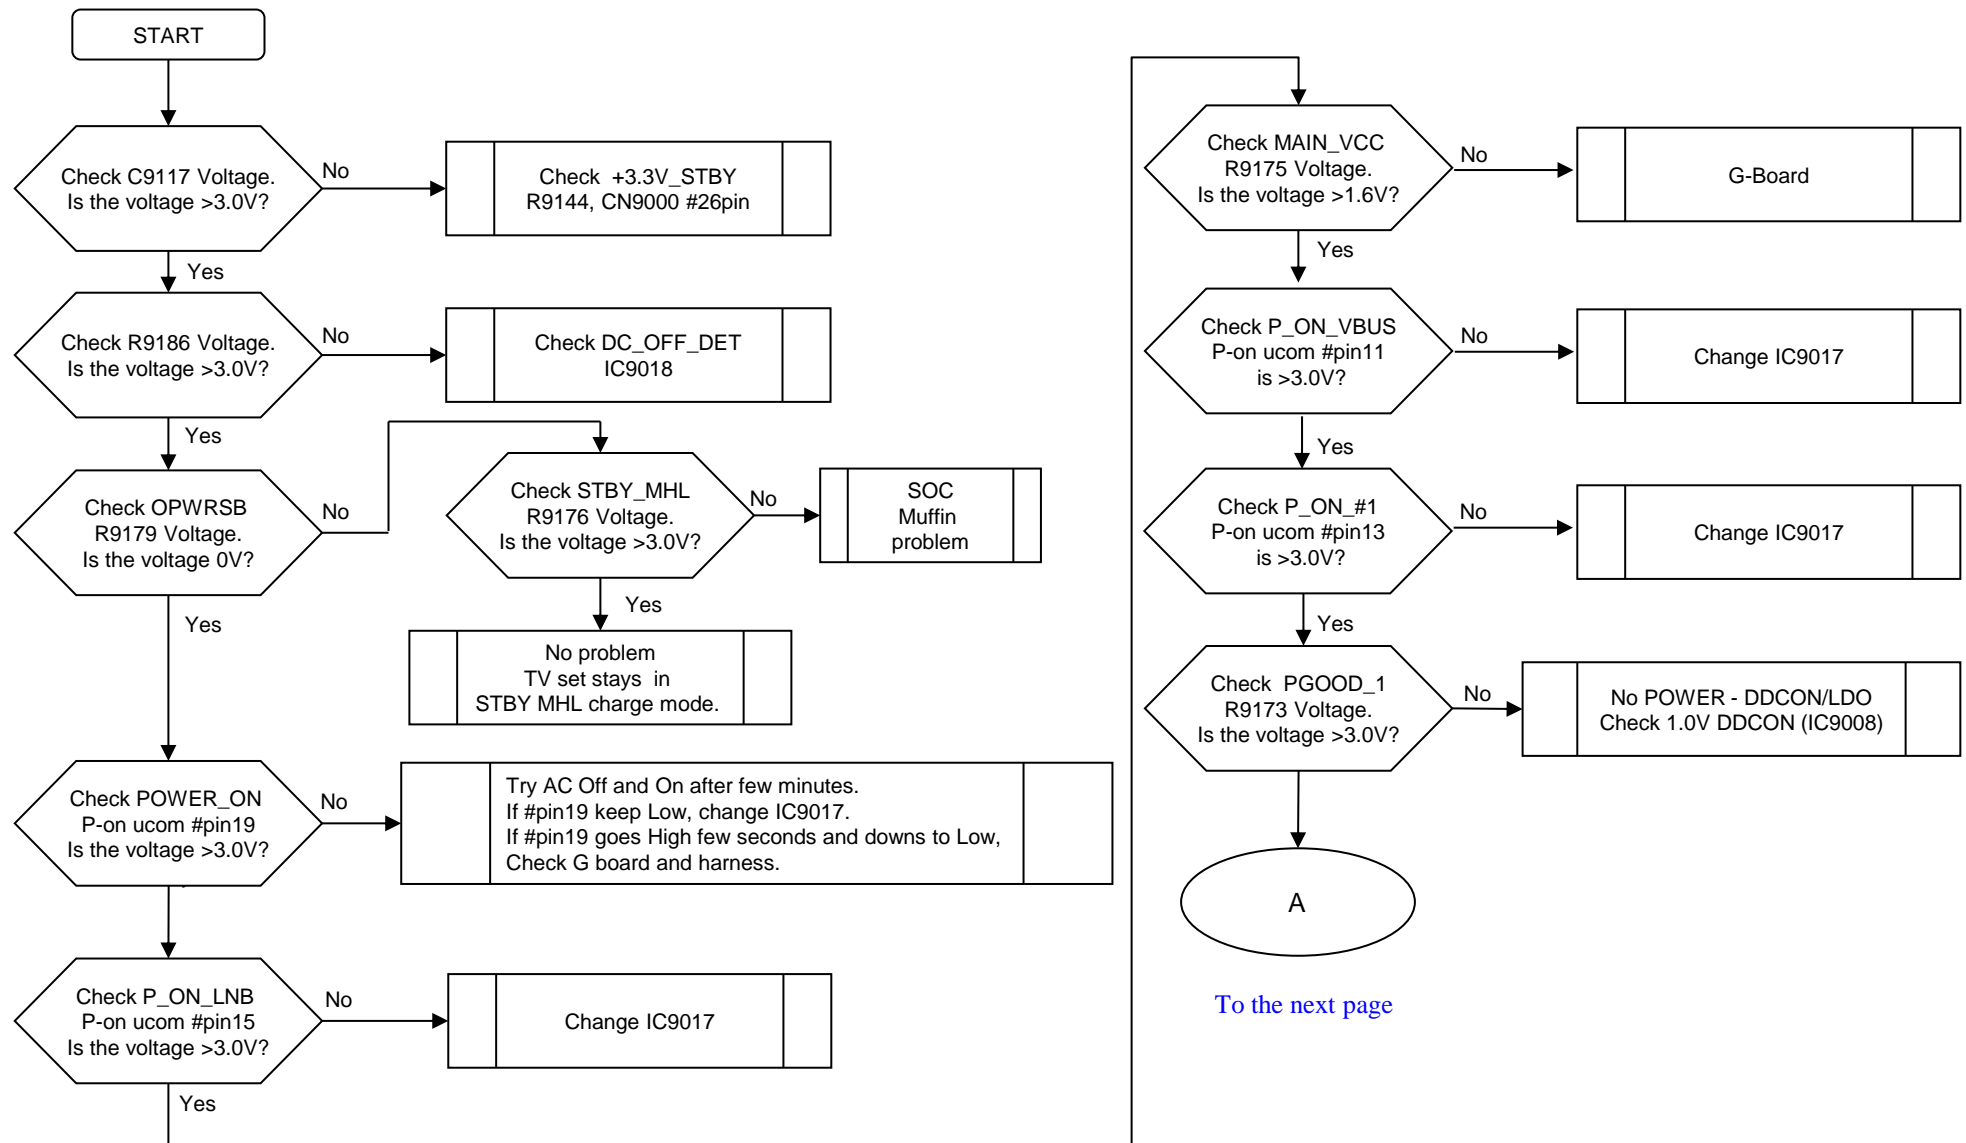 START
Check C9117 Voltage.
Is the voltage >3.0V?
No
Check +3.3V_STBY
R9144, CN9000 #26pin
Yes
Check R9186 Voltage.
Is the voltage >3.0V?
No
Check DC_OFF_DET
IC9018
Yes
Check OPWRSB
R9179 Voltage.
Is the voltage 0V?
No
Check STBY_MHL
R9176 Voltage.
Is the voltage >3.0V?
No
SOC
Muffin
problem
Yes
No problem
TV set stays in
STBY MHL charge mode.
Yes
Check POWER_ON
P-on ucom #pin19
Is the voltage >3.0V?
No
Try AC Off and On after few minutes.
If #pin19 keep Low, change IC9017.
If #pin19 goes High few seconds and downs to Low,
Check G board and harness.
Check P_ON_LNB
P-on ucom #pin15
Is the voltage >3.0V?
No
Change IC9017
Yes
Check MAIN_VCC
R9175 Voltage.
Is the voltage >1.6V?
No
G-Board
Yes
Check P_ON_VBUS
P-on ucom #pin11
is >3.0V?
No
Change IC9017
Yes
Check P_ON_#1
P-on ucom #pin13
is >3.0V?
No
Change IC9017
Yes
Check PGOOD_1
R9173 Voltage.
Is the voltage >3.0V?
No
No POWER - DDCON/LDO
Check 1.0V DDCON (IC9008)
A
To the next page